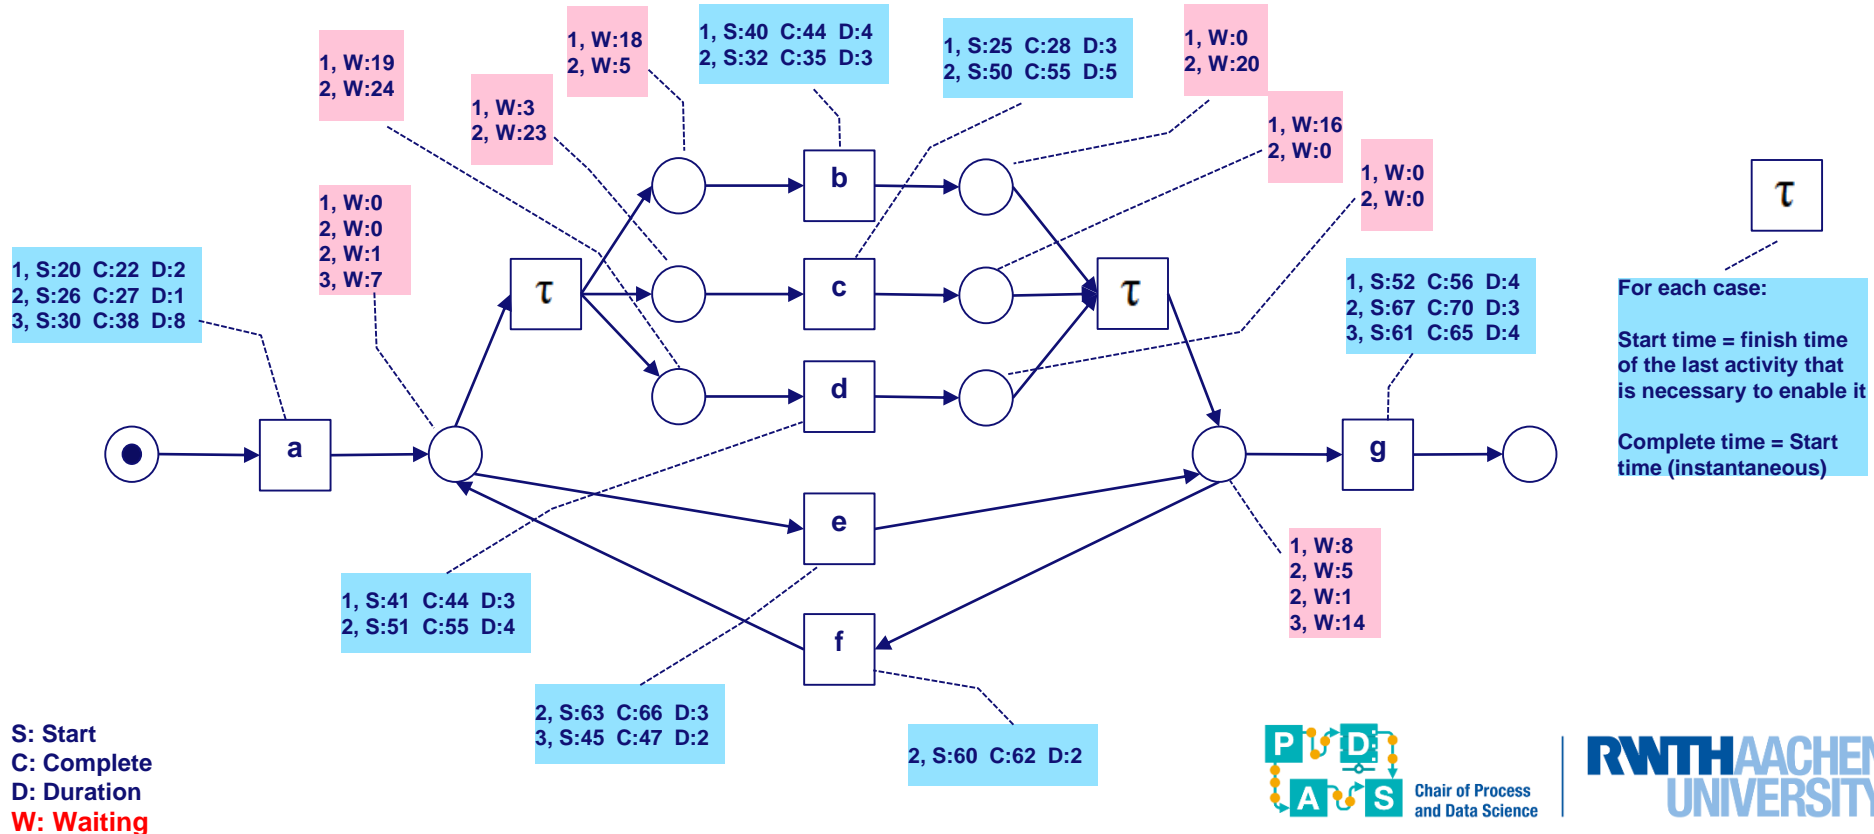 1, W:19
2, W:24
1, W:18
2, W:5
1, S:40 C:44 D:4
2, S:32 C:35 D:3
1, S:25 C:28 D:3
2, S:50 C:55 D:5
1, W:0
2, W:20
1, W:3
2, W:23
1, W:16
2, W:0
1, W:0
2, W:0
1, W:0
2, W:0
2, W:1
3, W:7
1, S:20 C:22 D:2
2, S:26 C:27 D:1
3, S:30 C:38 D:8
b
τ
c
τ
d
a
e
f
g
τ
1, S:52 C:56 D:4
2, S:67 C:70 D:3
3, S:61 C:65 D:4
For each case:
Start time = finish time
of the last activity that
is necessary to enable it
Complete time = Start
time (instantaneous)
1, W:8
2, W:5
2, W:1
3, W:14
1, S:41 C:44 D:3
2, S:51 C:55 D:4
2, S:63 C:66 D:3
3, S:45 C:47 D:2
2, S:60 C:62 D:2
S: Start
C: Complete
D: Duration
W: Waiting
P D
A S
Chair of Process
and Data Science
RWTH AACHEN
UNIVERSITY